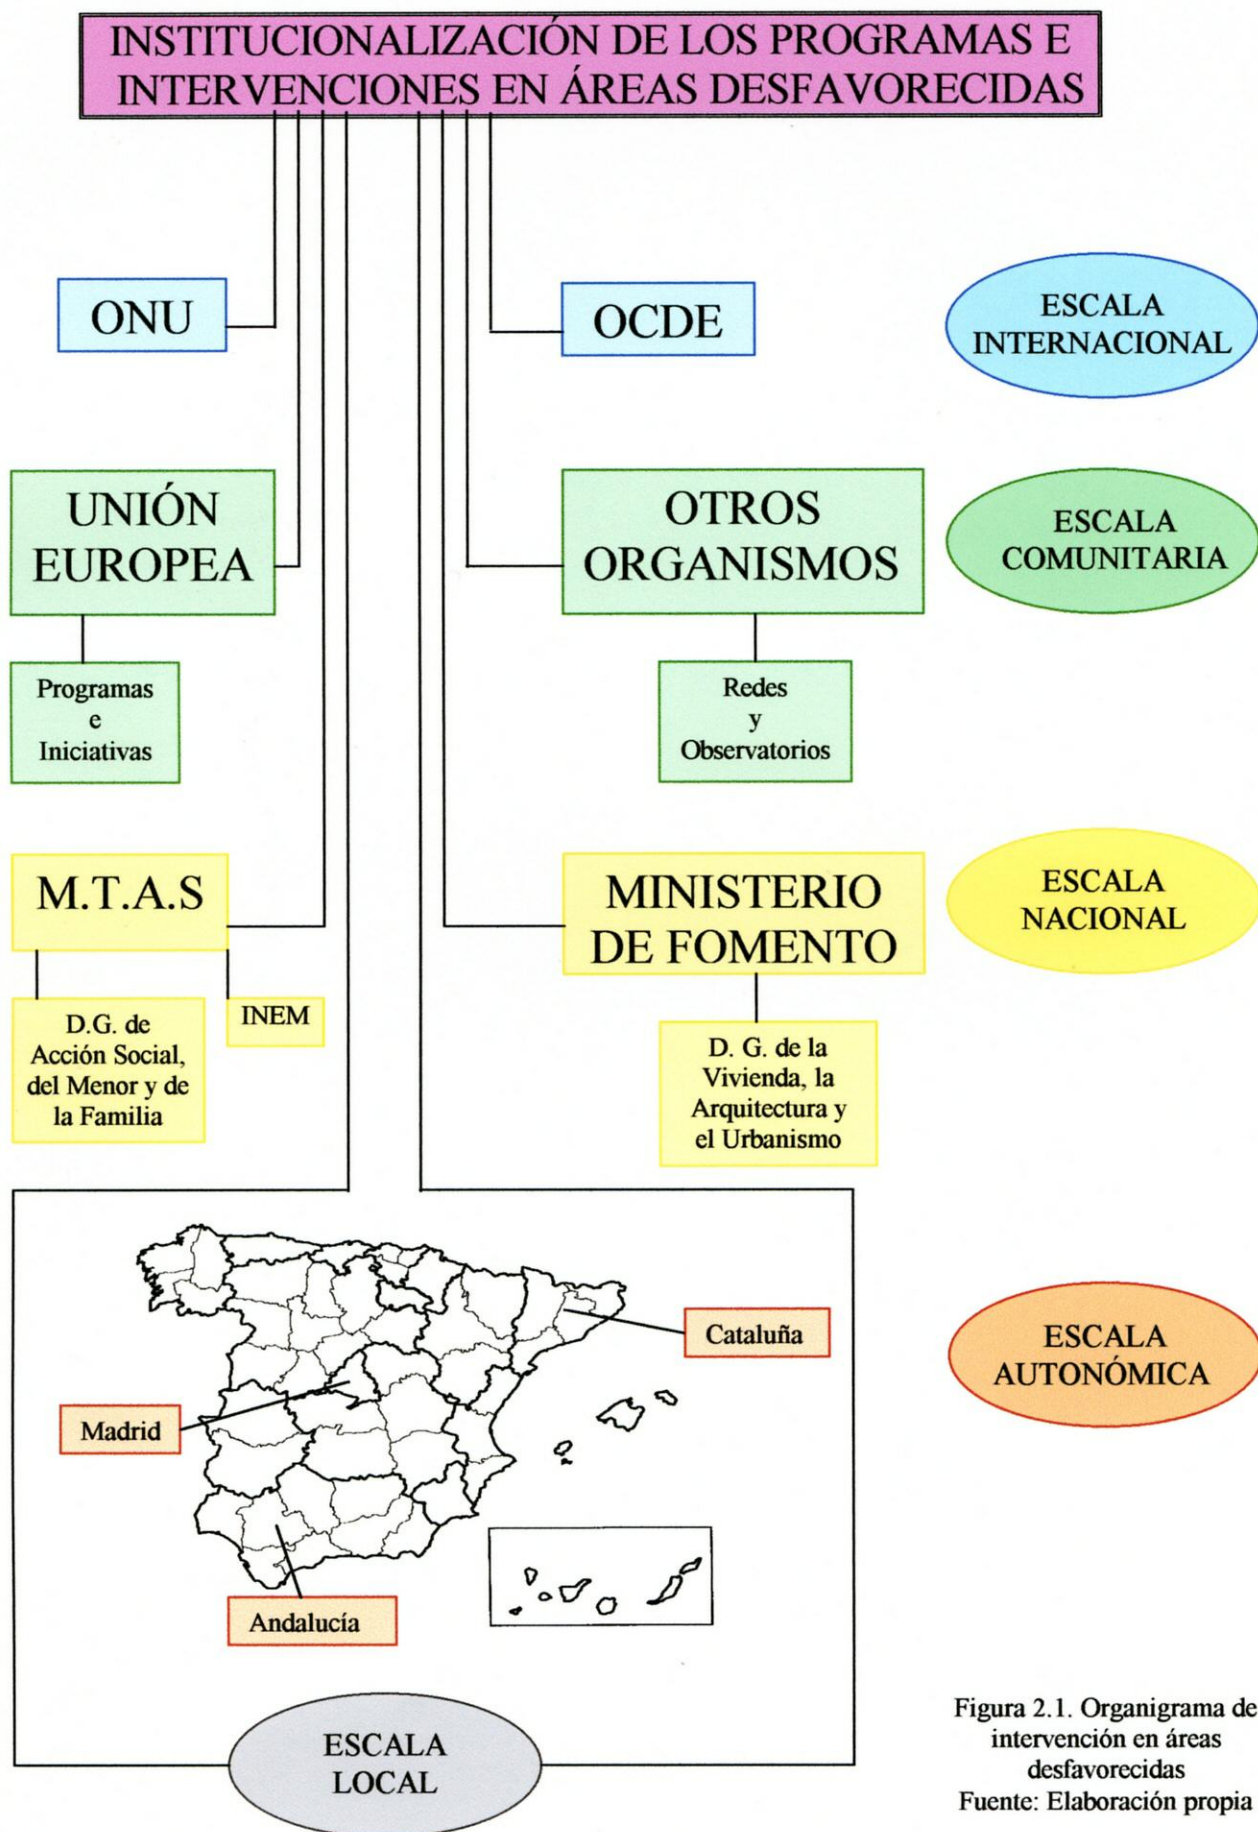 INSTITUCIONALIZACIÓN DE LOS PROGRAMAS E
INTERVENCIONES EN ÁREAS DESFAVORECIDAS
ONU
OCDE
ESCALA
INTERNACIONAL
UNIÓN
EUROPEA
OTROS
ORGANISMOS
ESCALA
COMUNITARIA
Programas
e
Iniciativas
Redes
y
Observatorios
M.T.A.S
MINISTERIO
DE FOMENTO
ESCALA
NACIONAL
D.G. de
Acción Social,
del Menor y de
la Familia
INEM
D. G. de la
Vivienda, la
Arquitectura y
el Urbanismo
Cataluña
Madrid
Andalucía
ESCALA
AUTONÓMICA
ESCALA
LOCAL
Figura 2.1. Organigrama de
intervención en áreas
desfavorecidas
Fuente: Elaboración propia